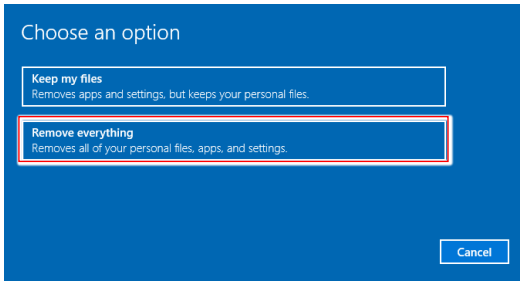 Choose an option
Keep my files
Removes apps and settings, but keeps your personal files.
Remove everything
Removes all of your personal files, apps, and settings.
Cancel